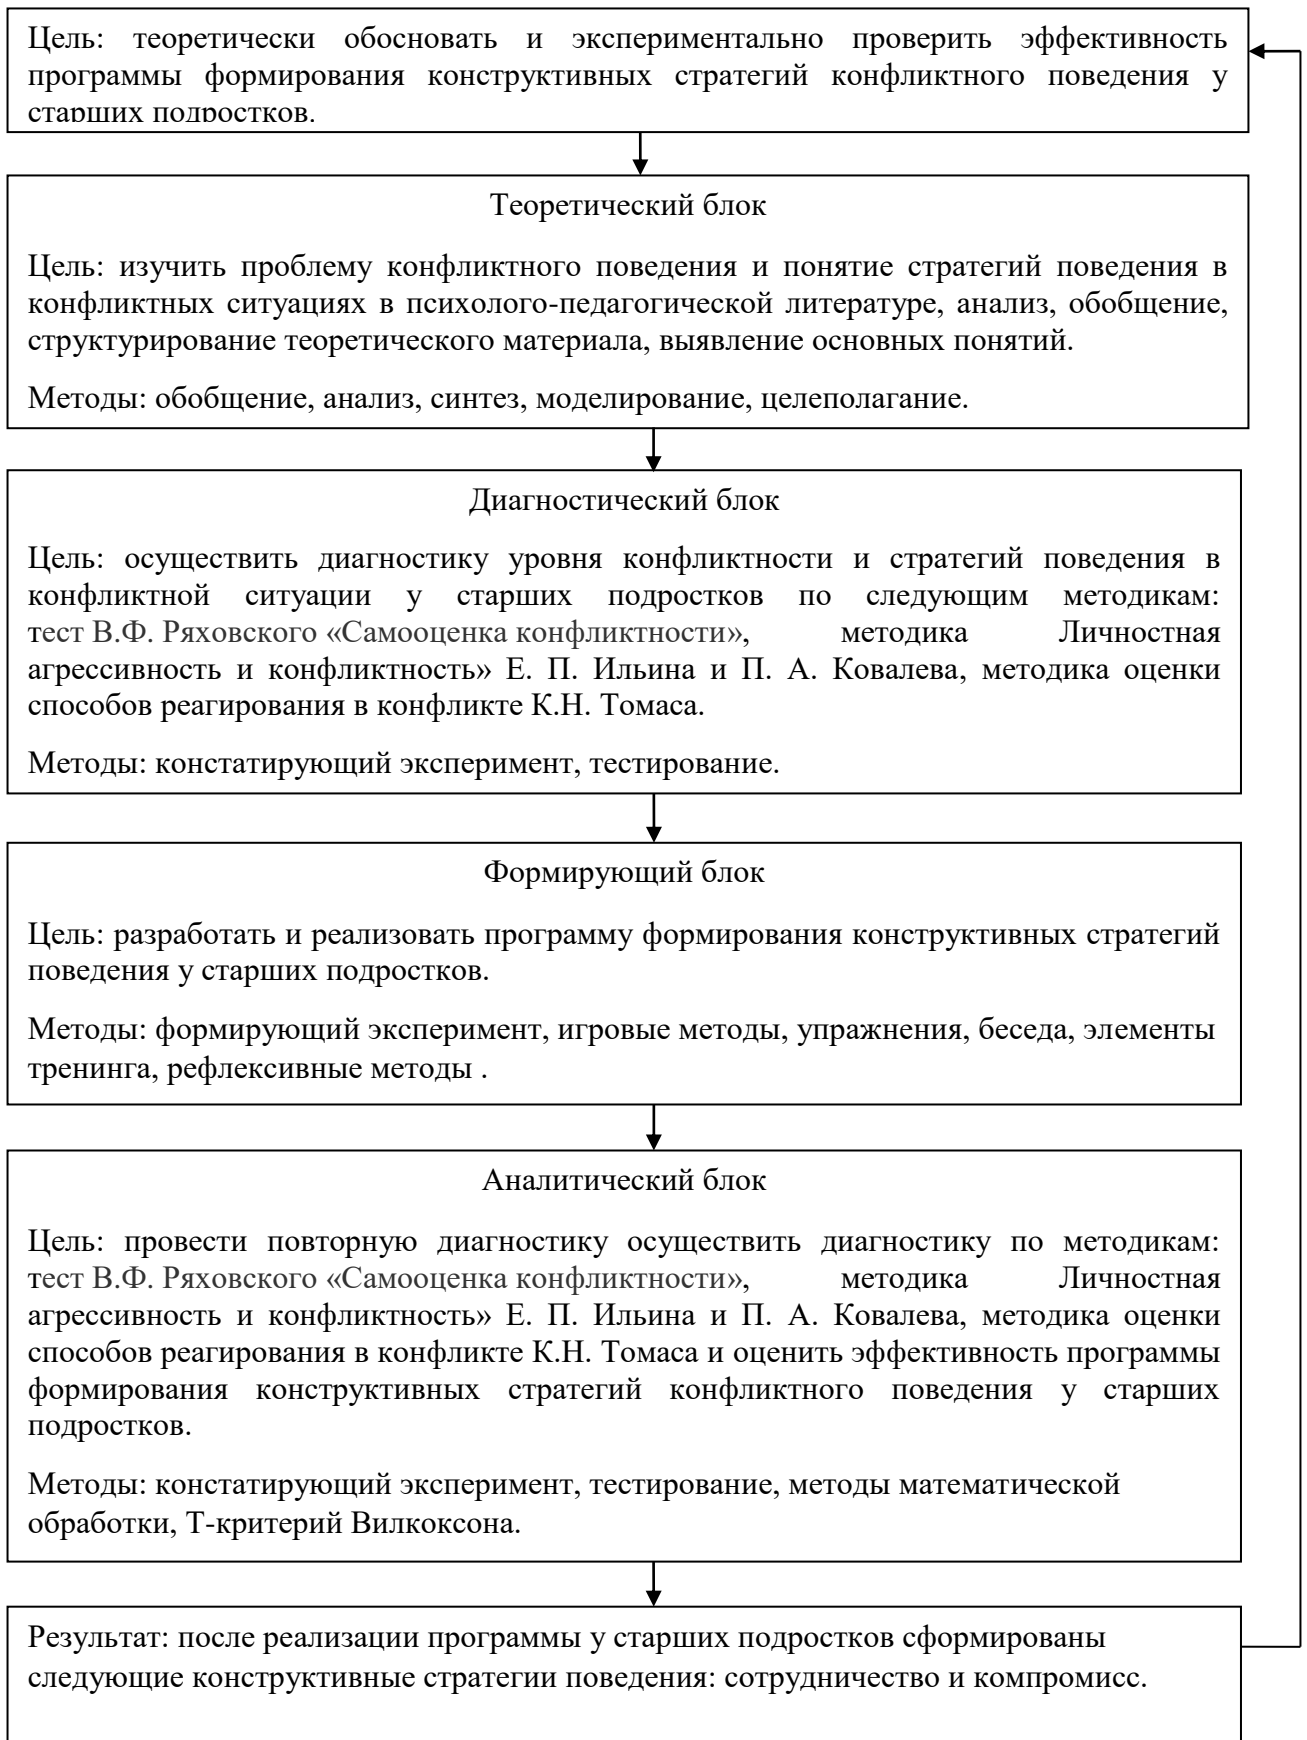 Цель: теоретически обосновать и экспериментально проверить эффективность
программы формирования конструктивных стратегий конфликтного поведения у
старших подростков.
Теоретический блок
Цель: изучить проблему конфликтного поведения и понятие стратегий поведения в
конфликтных ситуациях в психолого-педагогической литературе, анализ, обобщение,
структурирование теоретического материала, выявление основных понятий.
Методы: обобщение, анализ, синтез, моделирование, целеполагание.
Диагностический блок
Цель: осуществить диагностику уровня конфликтности и стратегий поведения в
конфликтной ситуации у старших подростков по следующим методикам:
тест В.Ф. Ряховского «Самооценка конфликтности», методика Личностная
агрессивность и конфликтность» Е. П. Ильина и П. А. Ковалева, методика оценки
способов реагирования в конфликте К.Н. Томаса.
Методы: констатирующий эксперимент, тестирование.
Формирующий блок
Цель: разработать и реализовать программу формирования конструктивных стратегий
поведения у старших подростков.
Методы: формирующий эксперимент, игровые методы, упражнения, беседа, элементы
тренинга, рефлексивные методы .
Аналитический блок
Цель: провести повторную диагностику осуществить диагностику по методикам:
тест В.Ф. Ряховского «Самооценка конфликтности», методика Личностная
агрессивность и конфликтность» Е. П. Ильина и П. А. Ковалева, методика оценки
способов реагирования в конфликте К.Н. Томаса и оценить эффективность программы
формирования конструктивных стратегий конфликтного поведения у старших
подростков.
Методы: констатирующий эксперимент, тестирование, методы математической
обработки, Т-критерий Вилкоксона.
Результат: после реализации программы у старших подростков сформированы
следующие конструктивные стратегии поведения: сотрудничество и компромисс.